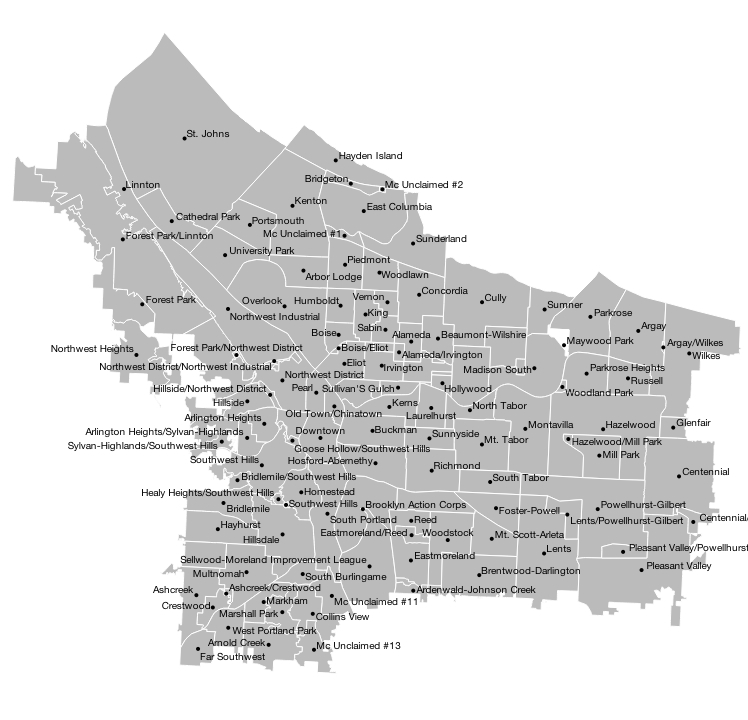 St. Johns
Hayden Island
Bridgeton
Mc Unclaimed #2
Linnton
Kenton
East Columbia
Cathedral Park
Portsmouth
Mc Unclaimed #1
Forest Park/Linnton
Sunderland
University Park
Piedmont
Arbor Lodge
Woodlawn
Forest Park
Overlook
Humboldt
Vernon
Concordia
Cully
Sumner
Northwest Industrial
King
Parkrose
Boise
Sabin
Alameda
Beaumont-Wilshire
Argay
Maywood Park
Northwest Heights
Forest Park/Northwest District
Boise/Eliot
Alameda/Irvington
Argay/Wilkes
Wilkes
Northwest District/Northwest Industrial
Eliot
Irvington
Madison South
Parkrose Heights
Northwest District
Russell
Hillside/Northwest District
Pearl
Sullivan'S Gulch
Hollywood
Woodland Park
Hillside
Kerns
North Tabor
Old Town/Chinatown
Laurelhurst
Arlington Heights
Glenfair
Arlington Heights/Sylvan-Highlands
Downtown
Buckman
Sunnyside
Montavilla
Hazelwood
Sylvan-Highlands/Southwest Hills
Goose Hollow/Southwest Hills
Mt. Tabor
Hazelwood/Mill Park
Southwest Hills
Hosford-Abernethy
Mill Park
Richmond
Centennial
Bridlemile/Southwest Hills
South Tabor
Healy Heights/Southwest Hills
Homestead
Bridlemile
Southwest Hills
Brooklyn Action Corps
Foster-Powell
Powellhurst-Gilbert
South Portland
Reed
Lents/Powellhurst-Gilbert
Centennial/
Hayhurst
Hillsdale
Eastmoreland/Reed
Woodstock
Mt. Scott-Arleta
Lents
Pleasant Valley/Powellhurst
Sellwood-Moreland Improvement League
Eastmoreland
Multnomah
South Burlingame
Brentwood-Darlington
Pleasant Valley
Ashcreek
Ashcreek/Crestwood
Ardenwald-Johnson Creek
Crestwood
Markham
Mc Unclaimed #11
Marshall Park
Collins View
West Portland Park
Arnold Creek
Mc Unclaimed #13
Far Southwest